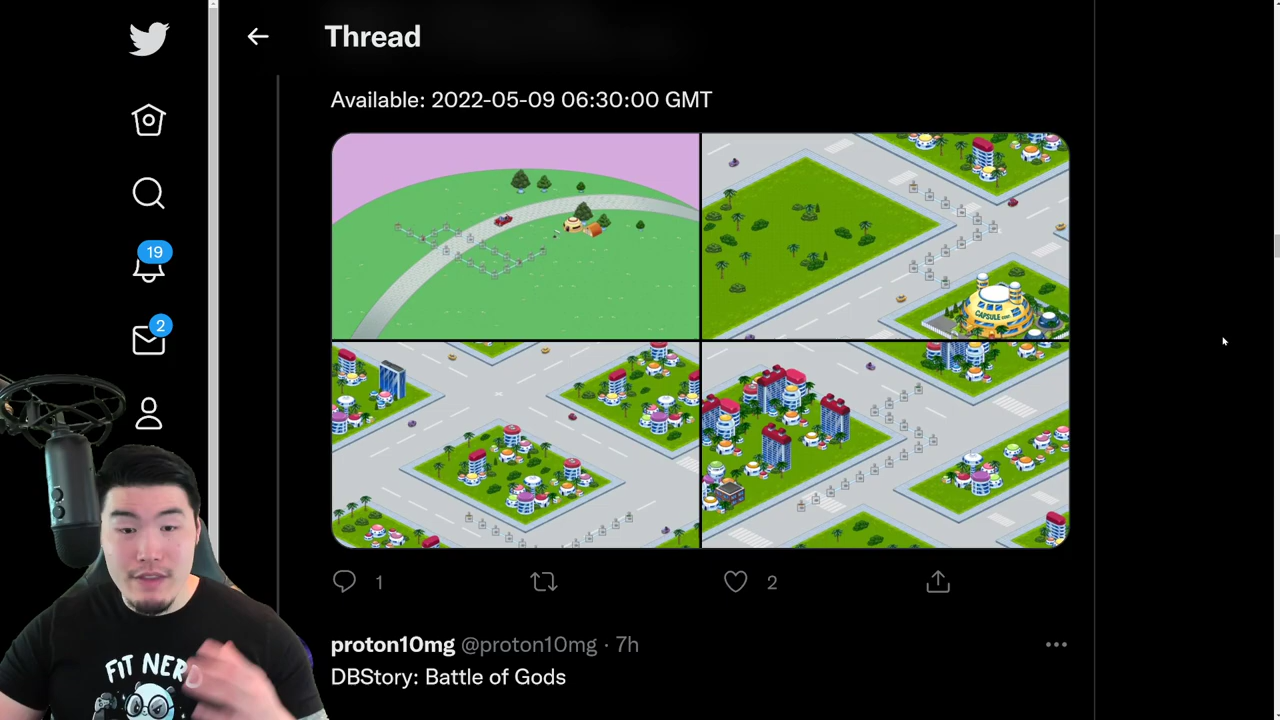 Thread
Available: 2022-05-09 06:30:00 GMT
19
2
CAPSULE CORP.
1
2
proton10mg @proton10mg · 7h
DBStory: Battle of Gods
FIT NERD